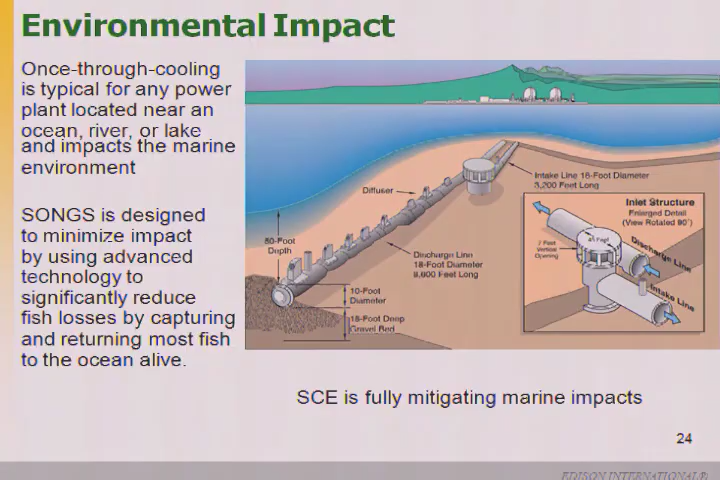 Environmental Impact
Once-through-cooling
is typical for any power
plant located near an
ocean, river, or lake
and impacts the marine
environment
SONGS is designed
to minimize impact
by using advanced
technology to
significantly reduce
fish losses by capturing
and returning most fish
to the ocean alive.
Diffuser
Intake Line 18-Foot Diameter
3,200 Feet Long
Discharge Line
18-Foot Diameter
8,600 Feet Long
Depth
10-Foot
Diameter
18-Foot Deep
Gravel Bed
Inlet Structure
Enlarged Detail
(View Rotated 90°)
7 Feet
Vertical
Opening
Discharge Line
Intake Line
SCE is fully mitigating marine impacts
24
EDISON INTERNATIONAL®